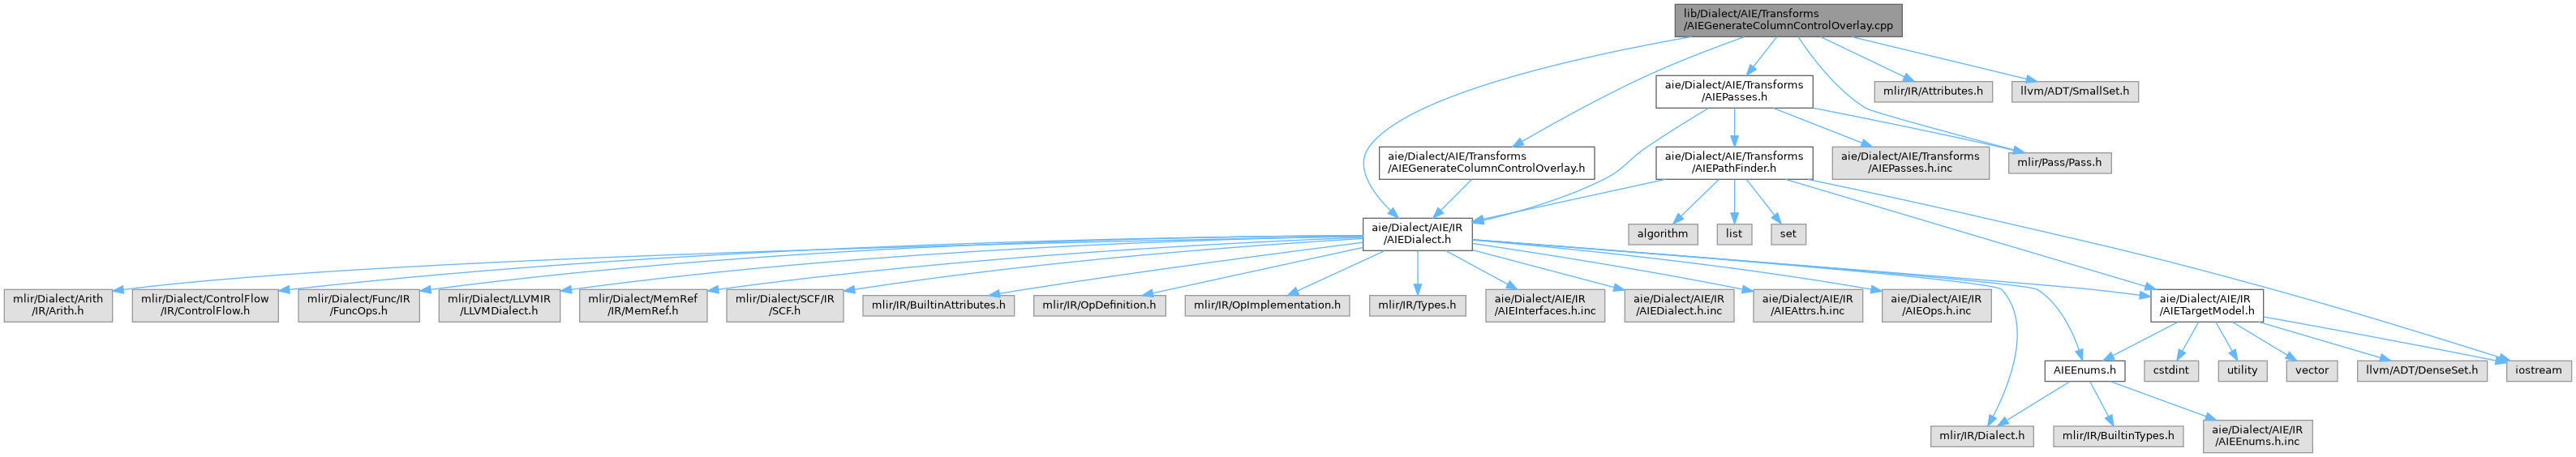 lib/Dialect/AIE/Transforms
/AIEGenerateColumnControlOverlay.cpp
aie/Dialect/AIE/Transforms
/AIEPasses.h
mlir/IR/Attributes.h
llvm/ADT/SmallSet.h
aie/Dialect/AIE/Transforms
/AIEGenerateColumnControlOverlay.h
aie/Dialect/AIE/Transforms
/AIEPathFinder.h
aie/Dialect/AIE/Transforms
/AIEPasses.h.inc
mlir/Pass/Pass.h
aie/Dialect/AIE/IR
/AIEDialect.h
algorithm
list
set
mlir/Dialect/Arith
/IR/Arith.h
mlir/Dialect/ControlFlow
/IR/ControlFlow.h
mlir/Dialect/Func/IR
/FuncOps.h
mlir/Dialect/LLVMIR
/LLVMDialect.h
mlir/Dialect/MemRef
/IR/MemRef.h
mlir/Dialect/SCF/IR
/SCF.h
mlir/IR/BuiltinAttributes.h
mlir/IR/OpDefinition.h
mlir/IR/OpImplementation.h
mlir/IR/Types.h
aie/Dialect/AIE/IR
/AIEInterfaces.h.inc
aie/Dialect/AIE/IR
/AIEDialect.h.inc
aie/Dialect/AIE/IR
/AIEAttrs.h.inc
aie/Dialect/AIE/IR
/AIEOps.h.inc
aie/Dialect/AIE/IR
/AIETargetModel.h
AIEEnums.h
cstdint
utility
vector
llvm/ADT/DenseSet.h
iostream
mlir/IR/Dialect.h
mlir/IR/BuiltinTypes.h
aie/Dialect/AIE/IR
/AIEEnums.h.inc